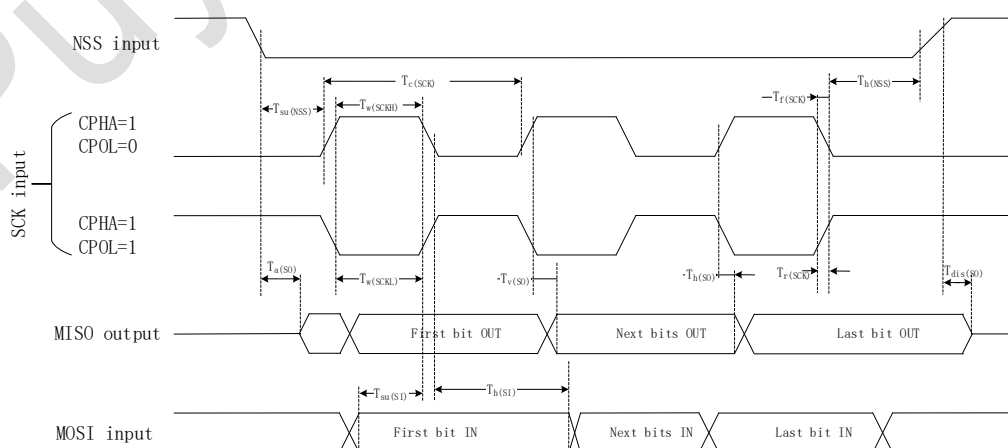 NSS input
Tc(SCK)
Th(NSS)
Tsu(NSS)
Tw(SCKH)
Tf(SCK)
CPHA=1
CPOL=0
SCK input
CPHA=1
CPOL=1
Ta(SO)
Tw(SCKL)
Tv(SO)
Th(SO)
Tr(SCK)
Tdis(SO)
MISO output
First bit OUT
Next bits OUT
Last bit OUT
Tsu(SI)
Th(SI)
MOSI input
First bit IN
Next bits IN
Last bit IN